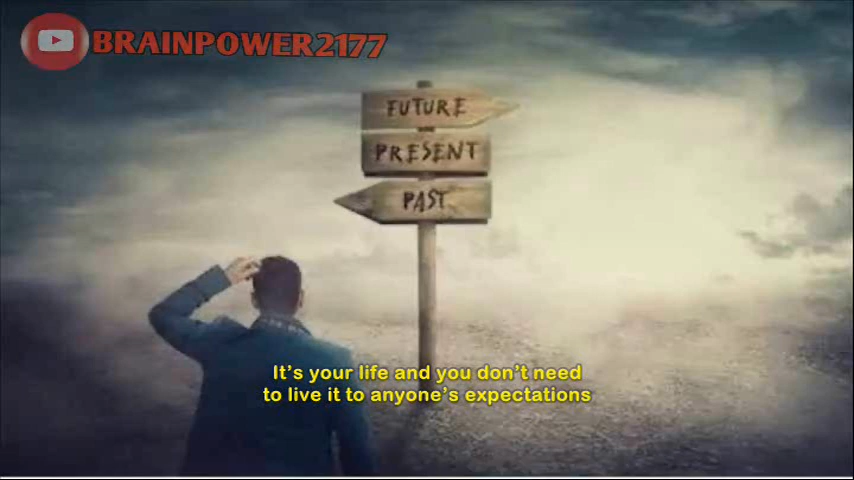 BRAINPOWER2177
FUTURE
PRESENT
PAST
It's your life and you don't need
to live it to anyone's expectations